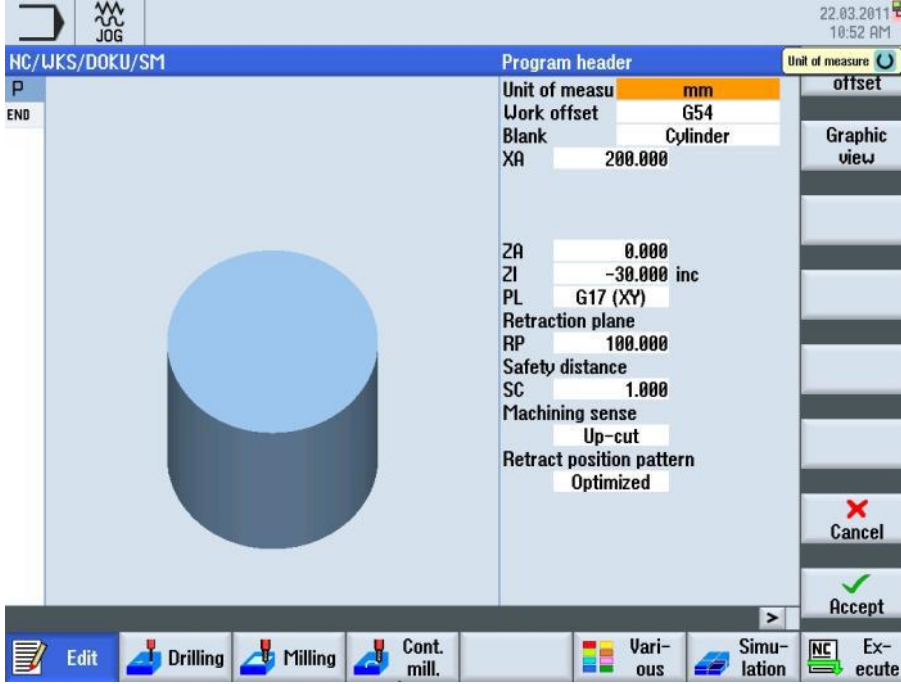 JOG
22.03.2011
10:52 AM
NC/WKS/DOKU/SM
Program header
Unit of measure
P
END
Unit of measu mm
Work offset G54
Blank Cylinder
XA 200.000
ZA 0.000
ZI -30.000 inc
PL G17 (XY)
Retraction plane
RP 100.000
Safety distance
SC 1.000
Machining sense
Up-cut
Retract position pattern
Optimized
offset
Graphic
view
Cancel
Accept
>
Edit
Drilling
Milling
Cont.
mill.
Vari-
ous
Simu-
lation
NC
Ex-
ecute